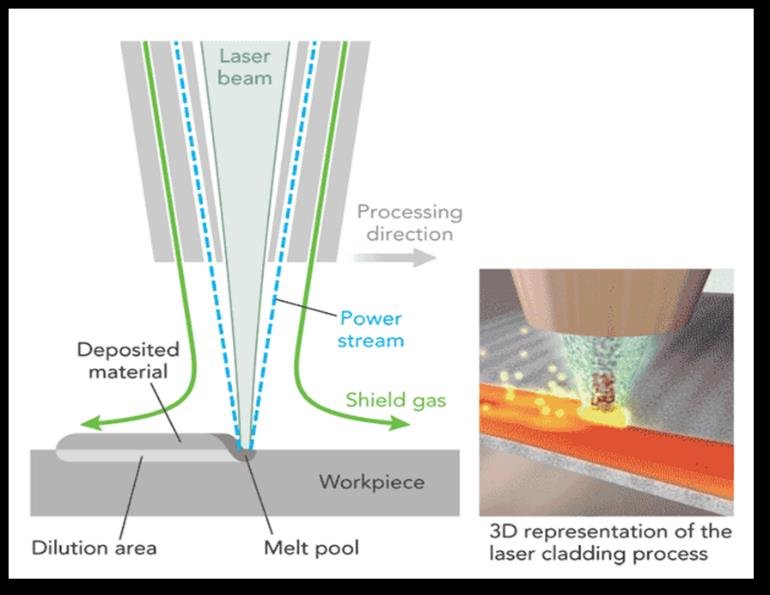 Laser
beam
Processing
direction
Power
stream
Deposited
material
Shield gas
Workpiece
Dilution area
Melt pool
3D representation of the
laser cladding process